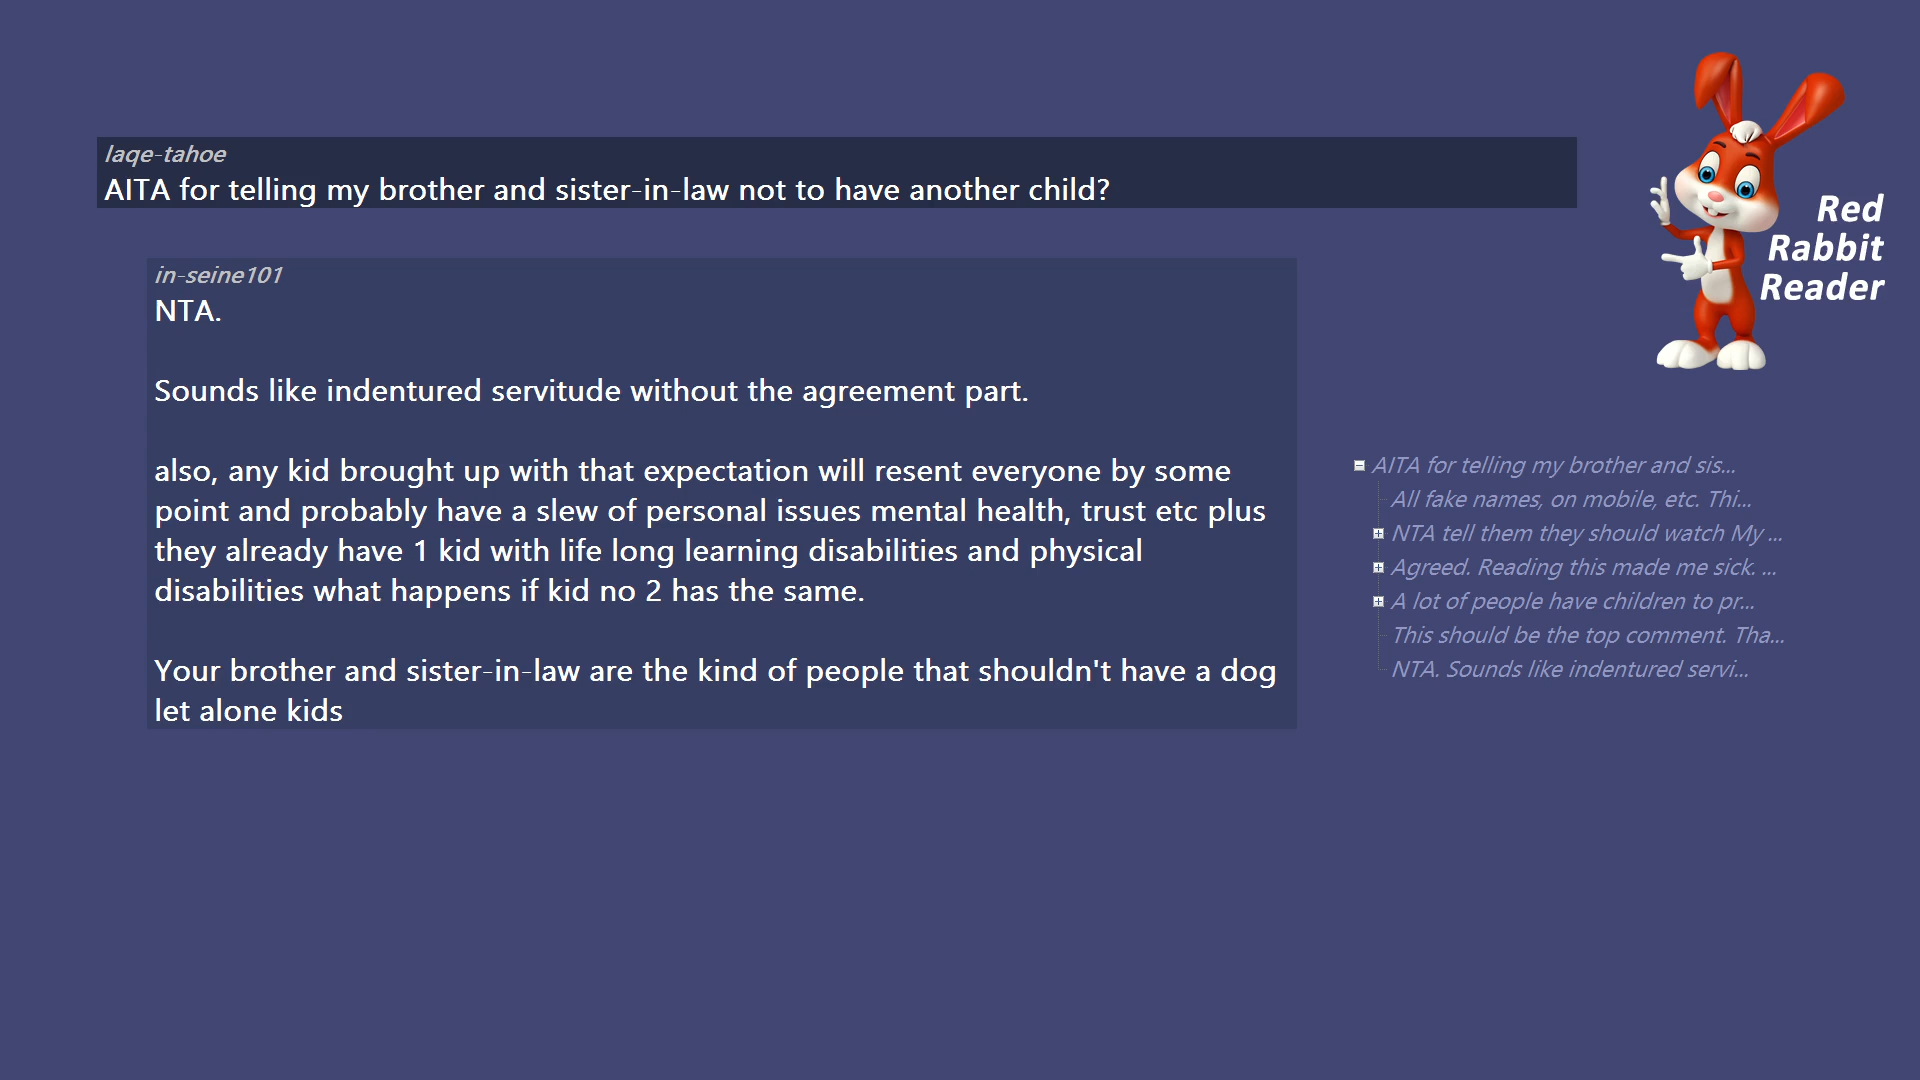 laqe-tahoe
AITA for telling my brother and sister-in-law not to have another child?
in-seine101
NTA.
Sounds like indentured servitude without the agreement part.
also, any kid brought up with that expectation will resent everyone by some
point and probably have a slew of personal issues mental health, trust etc plus
they already have 1 kid with life long learning disabilities and physical
disabilities what happens if kid no 2 has the same.
Your brother and sister-in-law are the kind of people that shouldn't have a dog
let alone kids
Red
Rabbit
Reader
AITA for telling my brother and sis...
All fake names, on mobile, etc. Thi...
NTA tell them they should watch My ...
Agreed. Reading this made me sick. ...
A lot of people have children to pr...
This should be the top comment. Tha...
NTA. Sounds like indentured servi...